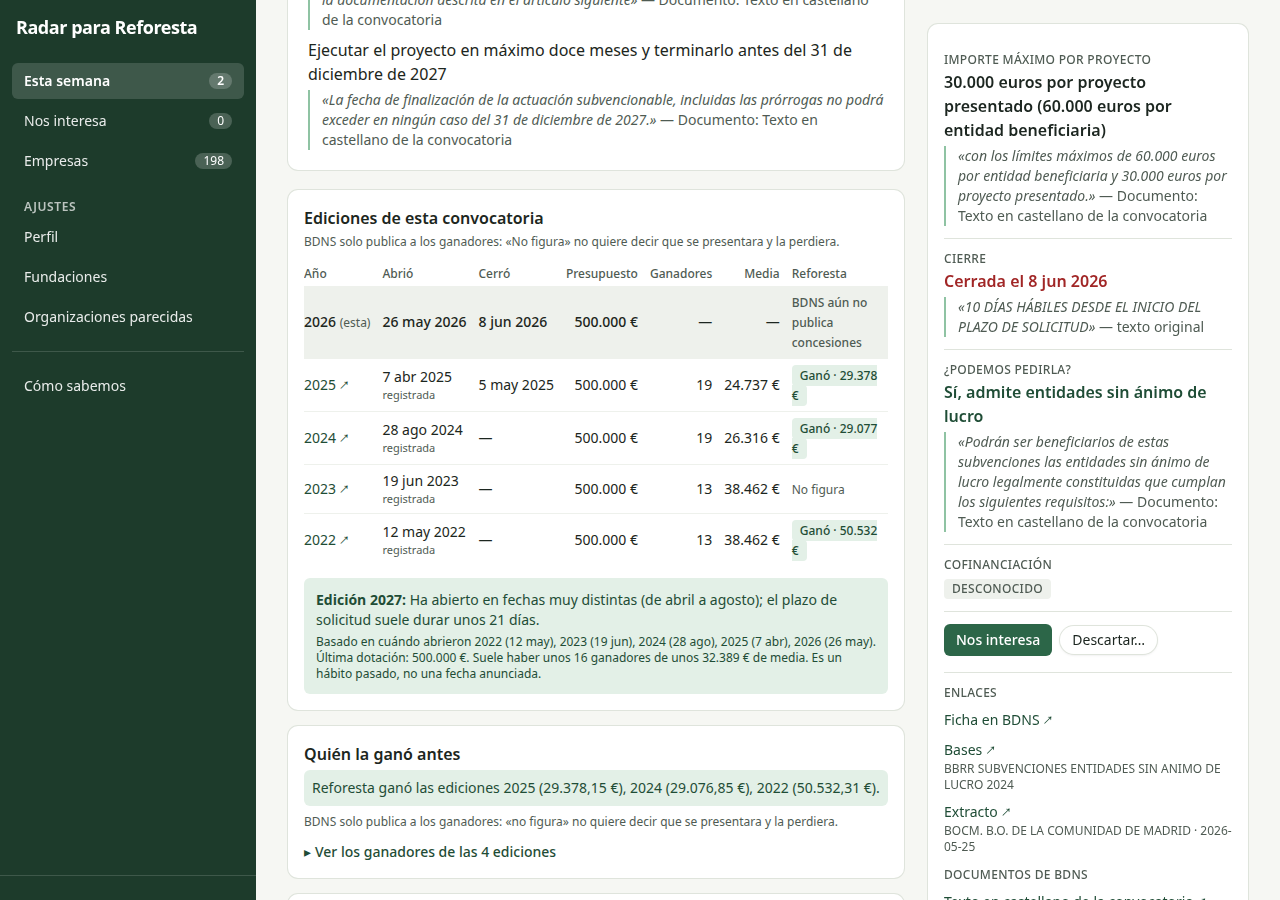 Radar para Reforesta
Esta semana 2
Nos interesa 0
Empresas 198
AJUSTES
Perfil
Fundaciones
Organizaciones parecidas
Cómo sabemos
la documentación descrita en el artículo siguiente» — Documento: Texto en castellano
de la convocatoria
Ejecutar el proyecto en máximo doce meses y terminarlo antes del 31 de
diciembre de 2027
«La fecha de finalización de la actuación subvencionable, incluidas las prórrogas no podrá
exceder en ningún caso del 31 de diciembre de 2027.» — Documento: Texto en
castellano de la convocatoria
Ediciones de esta convocatoria
BDNS solo publica a los ganadores: «No figura» no quiere decir que se presentara y la perdiera.
Año Abrió Cerró Presupuesto Ganadores Media Reforesta
2026 (esta) 26 may 2026 8 jun 2026 500.000 € — — BDNS aún no
publica
concesiones
2025 ↗ 7 abr 2025 5 may 2025 500.000 € 19 24.737 € Ganó · 29.378
registrada €
2024 ↗ 28 ago 2024 — 500.000 € 19 26.316 € Ganó · 29.077
registrada €
2023 ↗ 19 jun 2023 — 500.000 € 13 38.462 € No figura
registrada
2022 ↗ 12 may 2022 — 500.000 € 13 38.462 € Ganó · 50.532
registrada €
Edición 2027: Ha abierto en fechas muy distintas (de abril a agosto); el plazo de
solicitud suele durar unos 21 días.
Basado en cuándo abrieron 2022 (12 may), 2023 (19 jun), 2024 (28 ago), 2025 (7 abr), 2026 (26 may).
Última dotación: 500.000 €. Suele haber unos 16 ganadores de unos 32.389 € de media. Es un
hábito pasado, no una fecha anunciada.
Quién la ganó antes
Reforesta ganó las ediciones 2025 (29.378,15 €), 2024 (29.076,85 €), 2022 (50.532,31 €).
BDNS solo publica a los ganadores: «no figura» no quiere decir que se presentara y la perdiera.
▸ Ver los ganadores de las 4 ediciones
IMPORTE MÁXIMO POR PROYECTO
30.000 euros por proyecto
presentado (60.000 euros por
entidad beneficiaria)
«con los límites máximos de 60.000 euros
por entidad beneficiaria y 30.000 euros por
proyecto presentado.» — Documento:
Texto en castellano de la convocatoria
CIERRE
Cerrada el 8 jun 2026
«10 DÍAS HÁBILES DESDE EL INICIO DEL
PLAZO DE SOLICITUD» — texto original
¿PODEMOS PEDIRLA?
Sí, admite entidades sin ánimo de
lucro
«Podrán ser beneficiarios de estas
subvenciones las entidades sin ánimo de
lucro legalmente constituidas que cumplan
los siguientes requisitos:» — Documento:
Texto en castellano de la convocatoria
COFINANCIACIÓN
DESCONOCIDO
Nos interesa Descartar…
ENLACES
Ficha en BDNS ↗
Bases ↗
BBRR SUBVENCIONES ENTIDADES SIN ANIMO DE
LUCRO 2024
Extracto ↗
BOCM. B.O. DE LA COMUNIDAD DE MADRID · 2026-
05-25
DOCUMENTOS DE BDNS
Texto en castellano de la convocatoria ↗